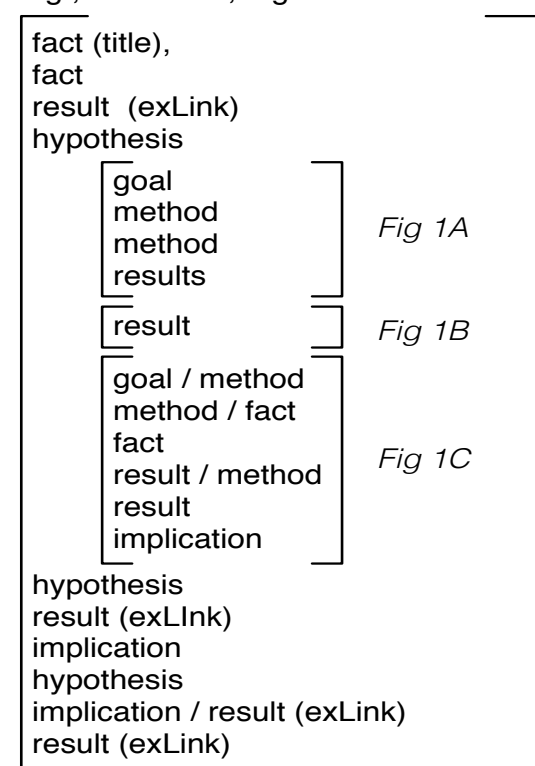 fact (title),
fact
result (exLink)
hypothesis
goal
method
method
results
Fig 1A
result
Fig 1B
goal / method
method / fact
fact
result / method
result
implication
Fig 1C
hypothesis
result (exLInk)
implication
hypothesis
implication / result (exLink)
result (exLink)